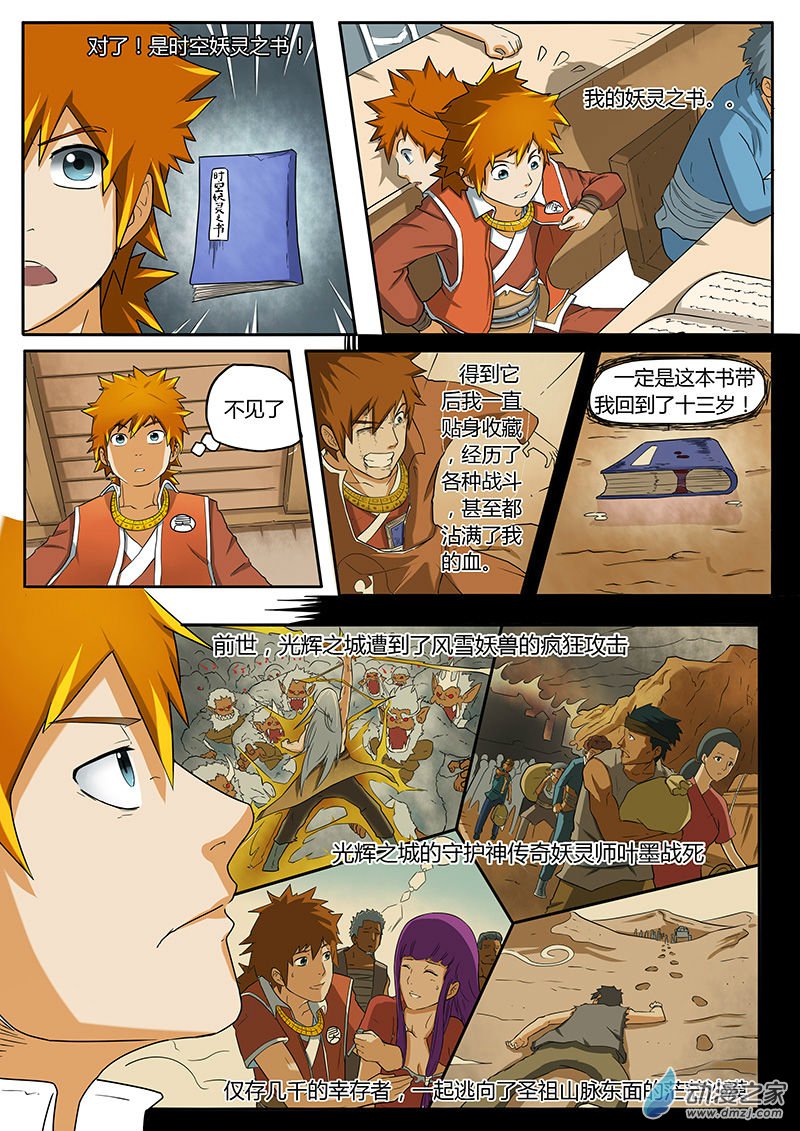 对了！是时空妖灵之书！
时空妖灵之书
我的妖灵之书。。
不见了
得到它
后我一直
贴身收藏
，经历了
各种战斗
，甚至都
沾满了我
的血。
一定是这本书带
我回到了十三岁！
前世，光辉之城遭到了风雪妖兽的疯狂攻击
光辉之城的守护神传奇妖灵师叶墨战死
仅存几千的幸存者，一起逃向了圣祖山脉东面的
动漫之家
www.dmzj.com